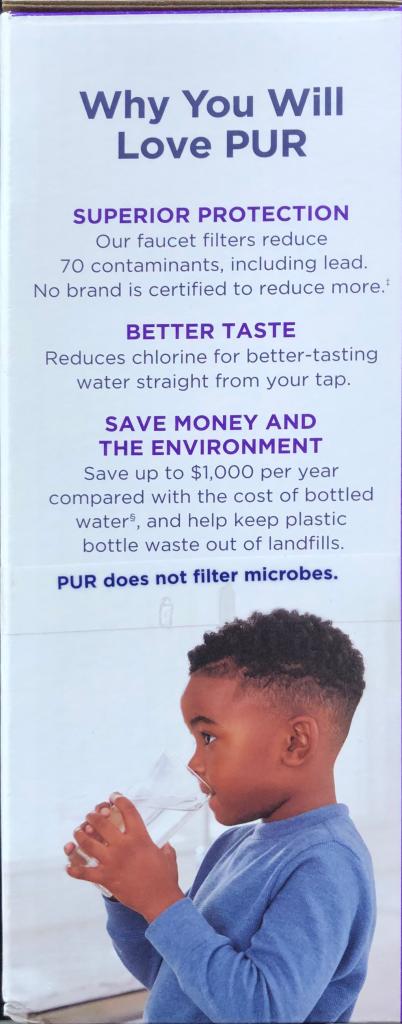 Why You Will
Love PUR
SUPERIOR PROTECTION
Our faucet filters reduce
70 contaminants, including lead.
No brand is certified to reduce more.‡
BETTER TASTE
Reduces chlorine for better-tasting
water straight from your tap.
SAVE MONEY AND
THE ENVIRONMENT
Save up to $1,000 per year
compared with the cost of bottled
water§, and help keep plastic
bottle waste out of landfills.
PUR does not filter microbes.